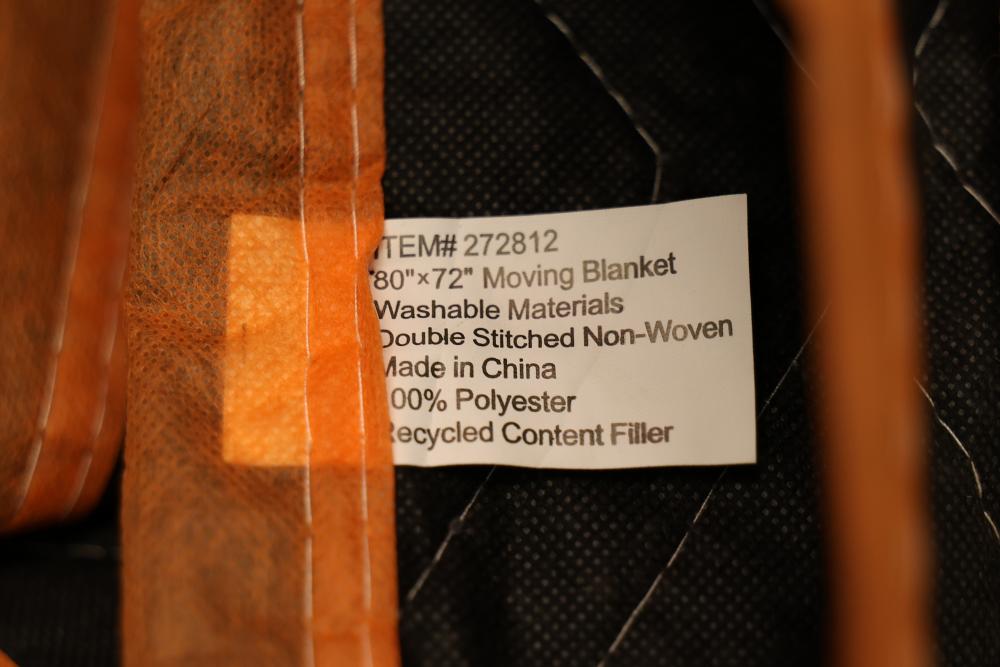 ITEM# 272812
80"×72" Moving Blanket
Washable Materials
Double Stitched Non-Woven
Made in China
100% Polyester
Recycled Content Filler